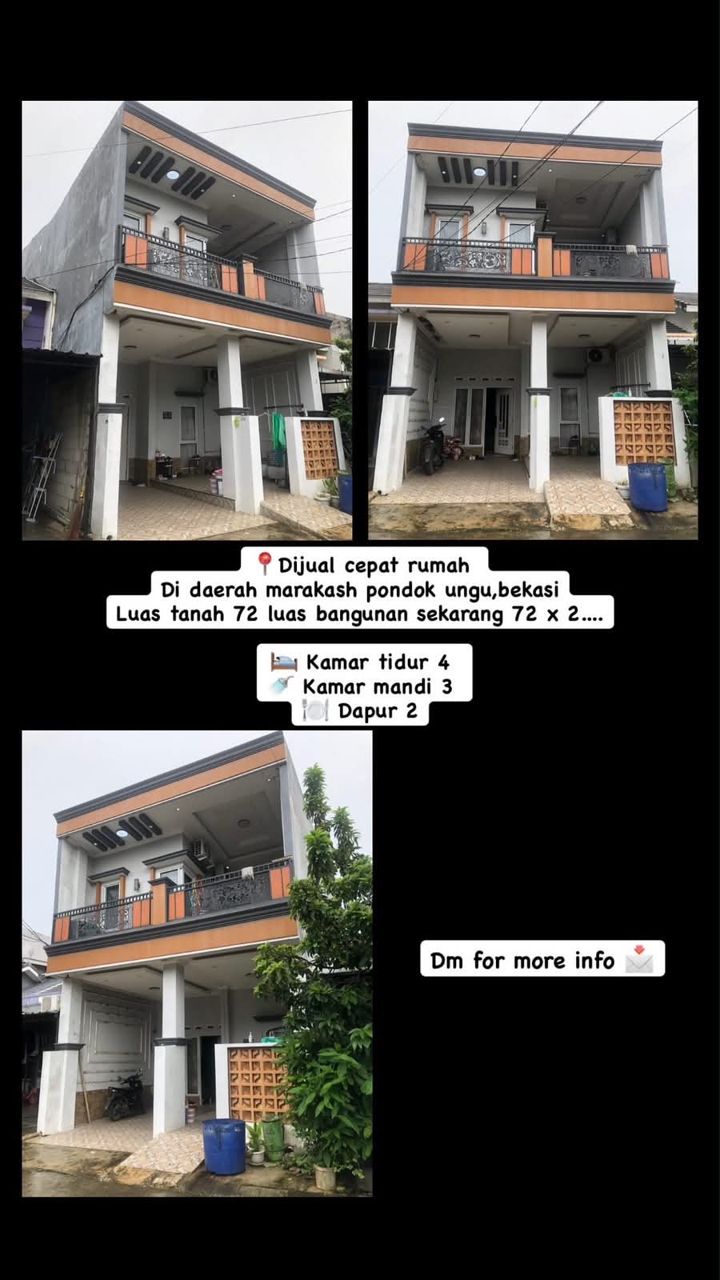 📍Dijual cepat rumah
Di daerah marakash pondok ungu,bekasi
Luas tanah 72 luas bangunan sekarang 72 x 2....
🛌 Kamar tidur 4
🚿 Kamar mandi 3
🍽️ Dapur 2
Dm for more info 📩